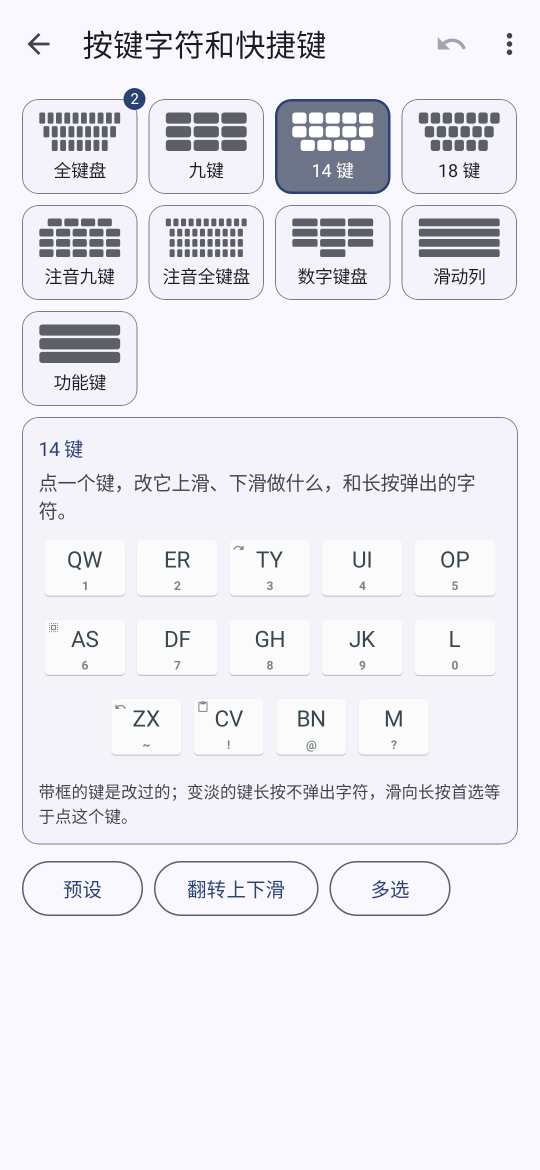 按键字符和快捷键
2
全键盘
九键
14 键
18 键
注音九键
注音全键盘
数字键盘
滑动列
功能键
14 键
点一个键，改它上滑、下滑做什么，和长按弹出的字
符。
QW
ER
TY
UI
OP
1
2
3
4
5
AS
DF
GH
JK
L
6
7
8
9
0
ZX
CV
BN
M
~
!
@
?
带框的键是改过的；变淡的键长按不弹出字符，滑向长按首选等
于点这个键。
预设
翻转上下滑
多选